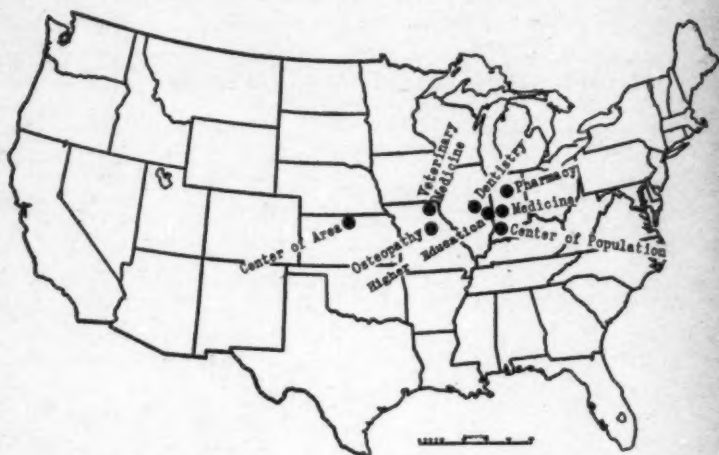 Veterinary
Medicine
Dentistry
Pharmacy
Medicine
Center of Population
Center of Area
Osteopathy
Higher Education